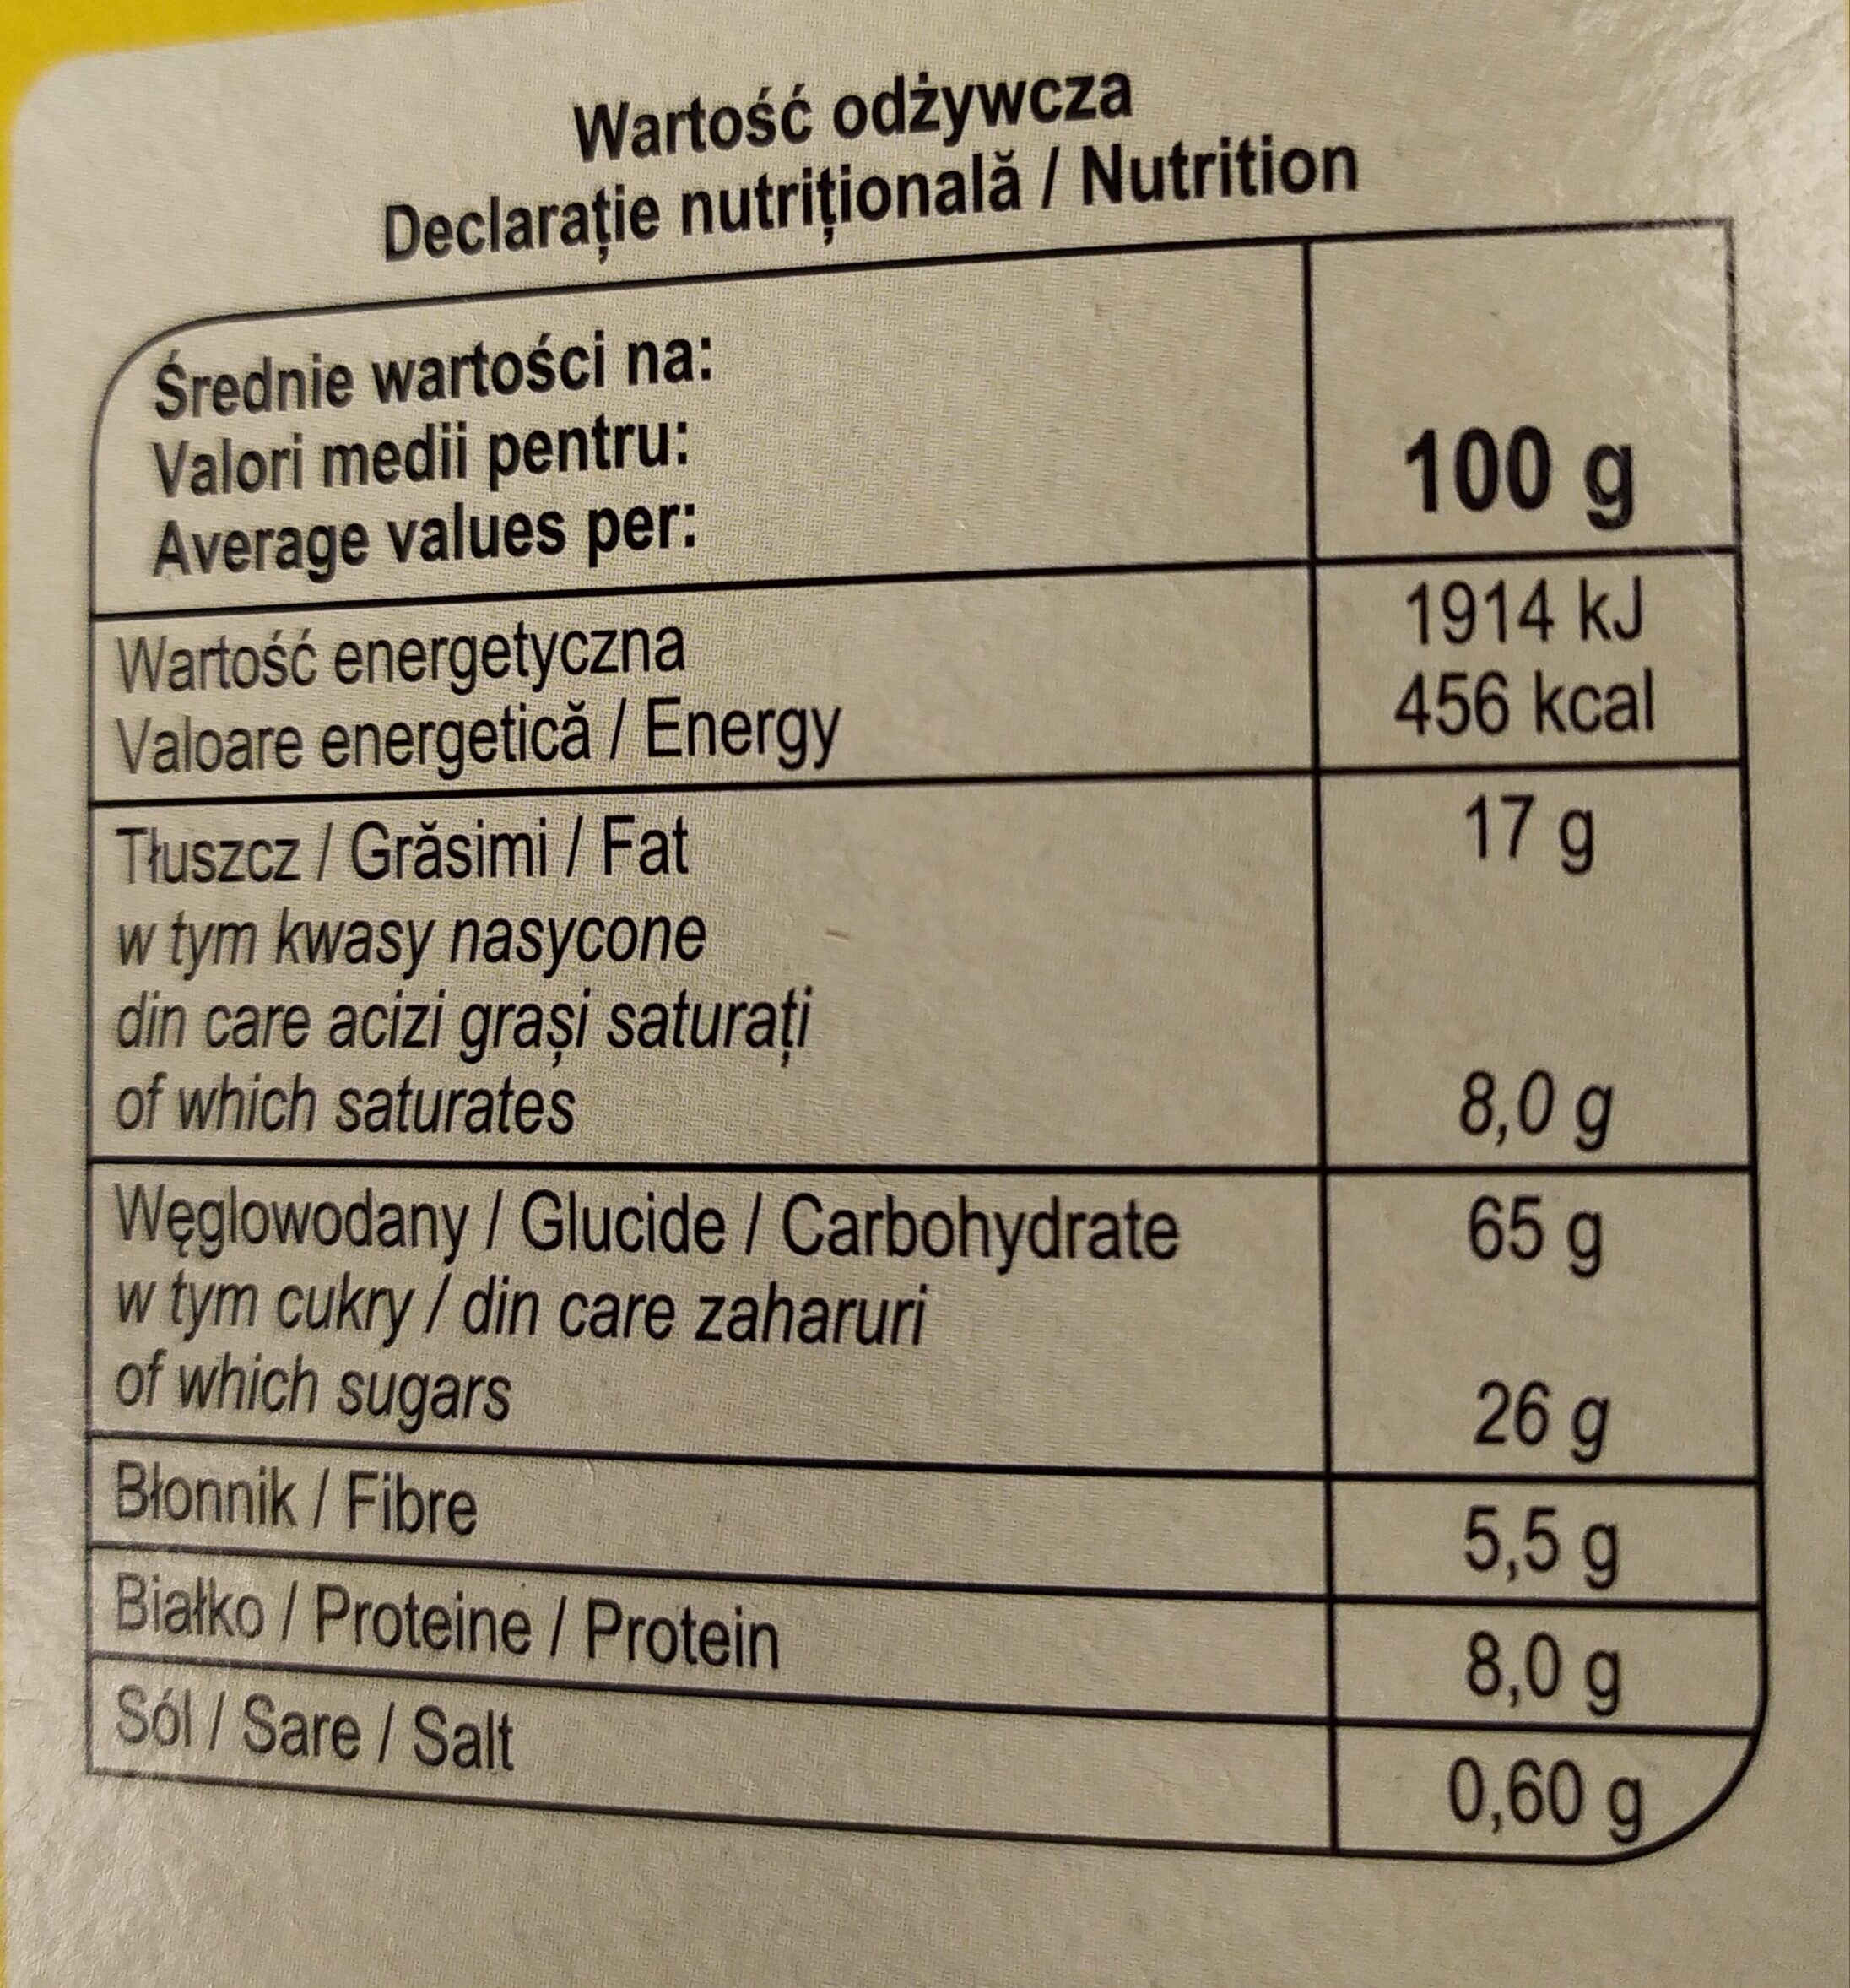 Wartość odżywcza
Declarație nutrițională / Nutrition
Średnie wartości na:
Valori medii pentru:
Average values per:
100 g
Wartość energetyczna
Valoare energetică / Energy
1914 kJ
456 kcal
Tłuszcz / Grăsimi / Fat
17 g
w tym kwasy nasycone
din care acizi grași saturați
of which saturates
8,0 g
Węglowodany / Glucide / Carbohydrate
65 g
w tym cukry / din care zaharuri
of which sugars
26 g
Błonnik / Fibre
5,5 g
Białko / Proteine / Protein
8,0 g
Sól / Sare / Salt
0,60 g